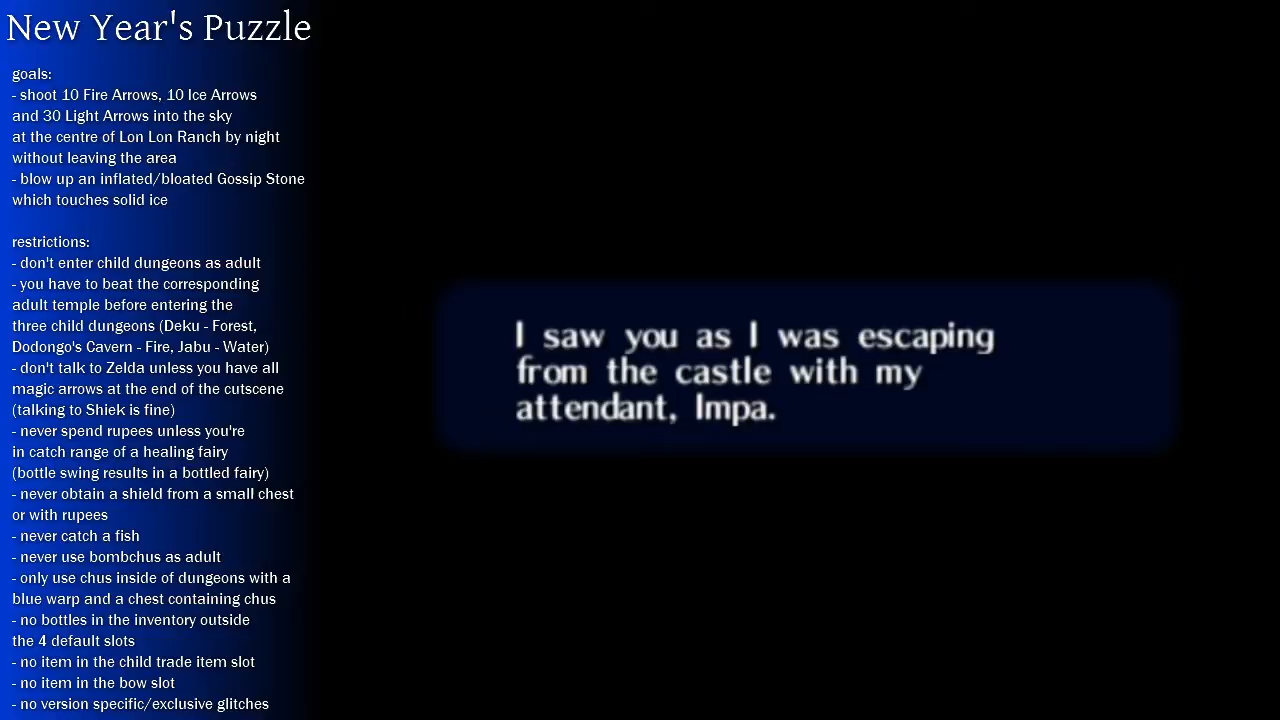 New Year's Puzzle
goals:
- shoot 10 Fire Arrows, 10 Ice Arrows
and 30 Light Arrows into the sky
at the centre of Lon Lon Ranch by night
without leaving the area
- blow up an inflated/bloated Gossip Stone
which touches solid ice
restrictions:
- don't enter child dungeons as adult
- you have to beat the corresponding
adult temple before entering the
three child dungeons (Deku - Forest,
Dodongo's Cavern - Fire, Jabu - Water)
- don't talk to Zelda unless you have all
magic arrows at the end of the cutscene
(talking to Shiek is fine)
- never spend rupees unless you're
in catch range of a healing fairy
(bottle swing results in a bottled fairy)
- never obtain a shield from a small chest
or with rupees
- never catch a fish
- never use bombchus as adult
- only use chus inside of dungeons with a
blue warp and a chest containing chus
- no bottles in the inventory outside
the 4 default slots
- no item in the child trade item slot
- no item in the bow slot
- no version specific/exclusive glitches
I saw you as I was escaping
from the castle with my
attendant, Impa.